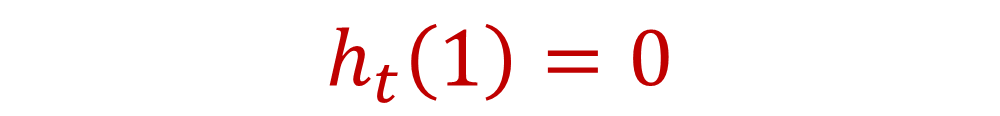 hₜ(1) = 0